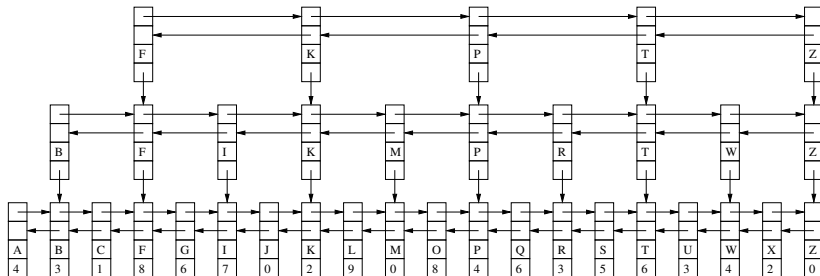 F K P T Z
B F I K M P R T W Z
A B C F G I J K L M O P Q R S T U W X Z
4 3 1 8 6 7 0 2 9 0 8 4 6 3 5 6 3 4 2 0